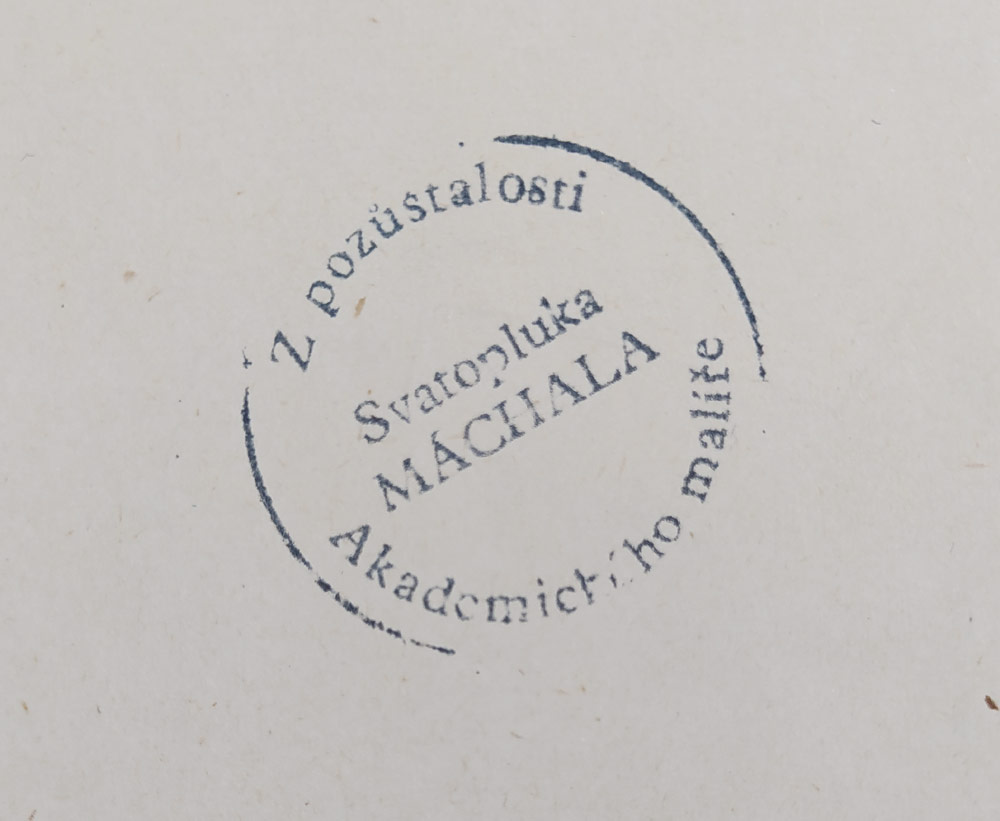 Z pozůstalosti
Svatopluka
MÁCHALA
Akademického malíře